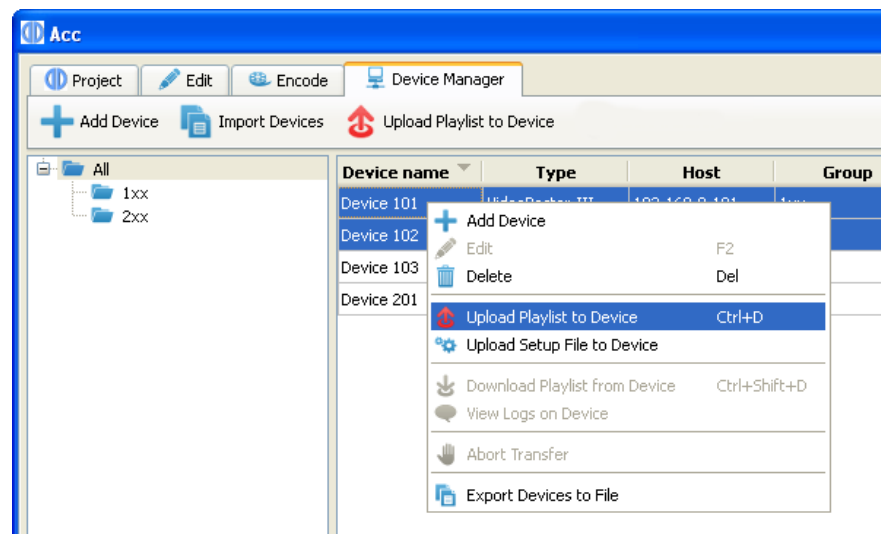 Acc
Project Edit Encode Device Manager
Add Device Import Devices Upload Playlist to Device
All
1xx
2xx
Device name Type Host Group
Device 101
Device 102
Device 103
Device 201
Add Device
Edit F2
Delete Del
Upload Playlist to Device Ctrl+D
Upload Setup File to Device
Download Playlist from Device Ctrl+Shift+D
View Logs on Device
Abort Transfer
Export Devices to File